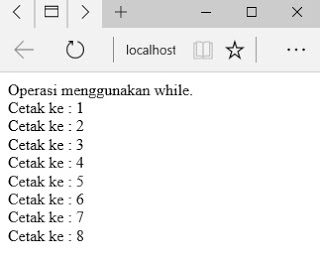 localhost
Operasi menggunakan while.
Cetak ke : 1
Cetak ke : 2
Cetak ke : 3
Cetak ke : 4
Cetak ke : 5
Cetak ke : 6
Cetak ke : 7
Cetak ke : 8